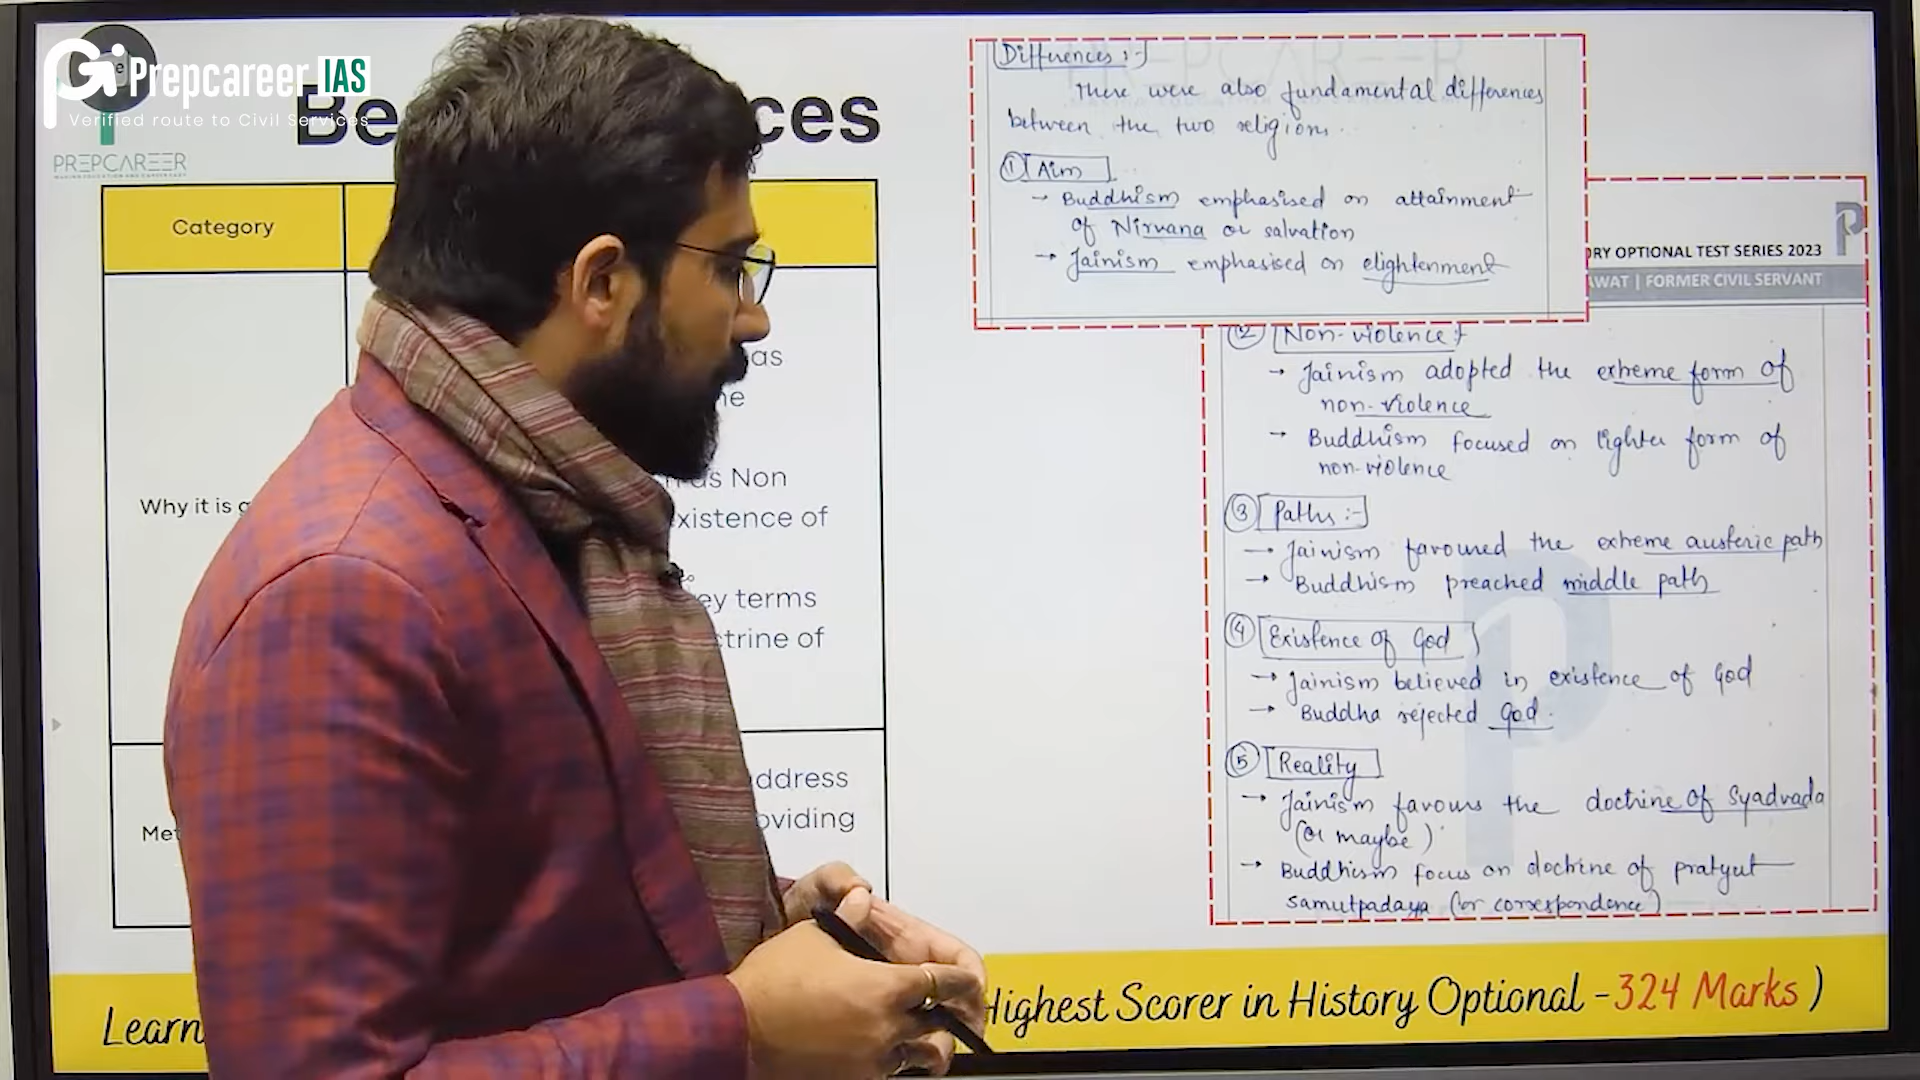 Prepcareer IAS
Verified route to Civil Services
PREPCAREER
Be ces
Category
as
Non
Why it is
existence of
ey terms
ctrine of
ddress
oviding
Differences :-
There were also fundamental differences
between the two religions.
① Aim
→ Buddhism emphasised on attainment
of Nirvana or salvation
→ Jainism emphasised on elightenment
ORY OPTIONAL TEST SERIES 2023
AWAT | FORMER CIVIL SERVANT
② Non-violence :-
→ Jainism adopted the extreme form of
non-violence
→ Buddhism focused on lighter form of
non-violence
③ Paths :-
→ Jainism favoured the extreme austeric path
→ Buddhism preached middle path
④ Existence of God
→ Jainism believed in existence of God
→ Buddha rejected God.
⑤ Reality
→ Jainism favours the doctrine of Syadvada
(or maybe)
→ Buddhism focus on doctrine of pratyut
samutpadaya (or correspondence)
Learn Highest Scorer in History Optional - 324 Marks )